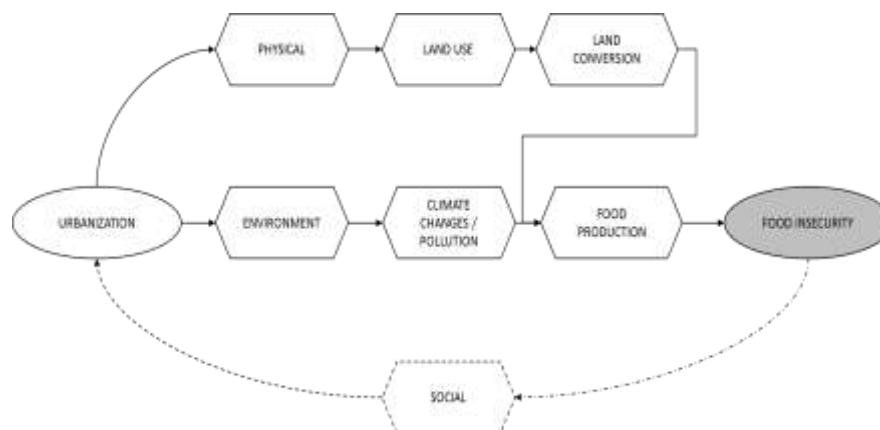 PHYSICAL
LAND USE
LAND
CONVERSION
URBANIZATION
ENVIRONMENT
CLIMATE
CHANGES /
POLLUTION
FOOD
PRODUCTION
FOOD INSECURITY
SOCIAL